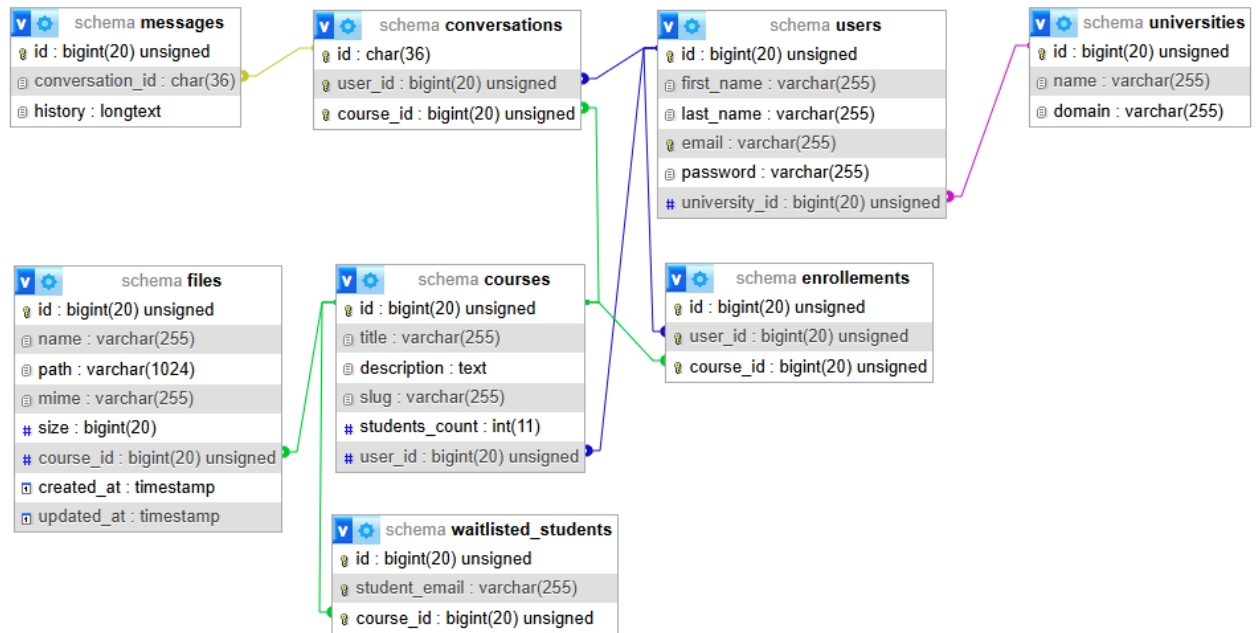 v schema messages
id : bigint(20) unsigned
conversation_id : char(36)
history : longtext
v schema conversations
id : char(36)
user_id : bigint(20) unsigned
course_id : bigint(20) unsigned
v schema users
id : bigint(20) unsigned
first_name : varchar(255)
last_name : varchar(255)
email : varchar(255)
password : varchar(255)
# university_id : bigint(20) unsigned
v schema universities
id : bigint(20) unsigned
name : varchar(255)
domain : varchar(255)
v schema files
id : bigint(20) unsigned
name : varchar(255)
path : varchar(1024)
mime : varchar(255)
# size : bigint(20)
# course_id : bigint(20) unsigned
created_at : timestamp
updated_at : timestamp
v schema courses
id : bigint(20) unsigned
title : varchar(255)
description : text
slug : varchar(255)
# students_count : int(11)
# user_id : bigint(20) unsigned
v schema enrollements
id : bigint(20) unsigned
user_id : bigint(20) unsigned
course_id : bigint(20) unsigned
v schema waitlisted_students
id : bigint(20) unsigned
student_email : varchar(255)
course_id : bigint(20) unsigned